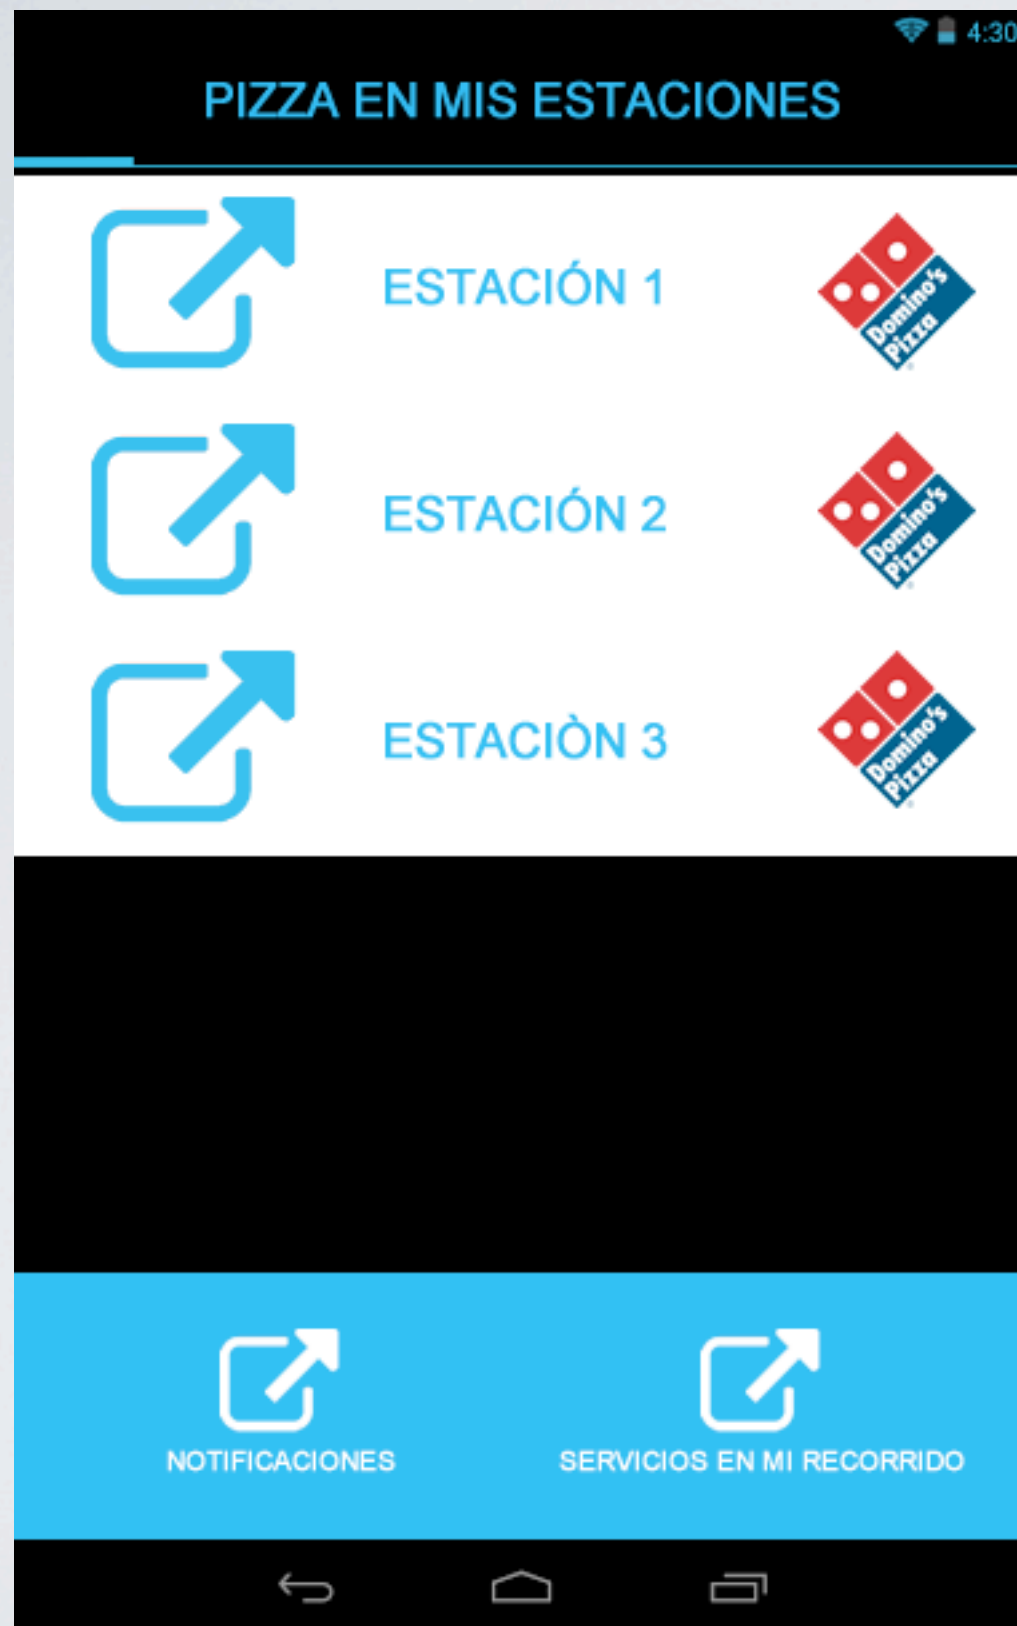 4:30
PIZZA EN MIS ESTACIONES
ESTACIÓN 1
Domino's
Pizza
ESTACIÓN 2
Domino's
Pizza
ESTACIÒN 3
Domino's
Pizza
NOTIFICACIONES
SERVICIOS EN MI RECORRIDO